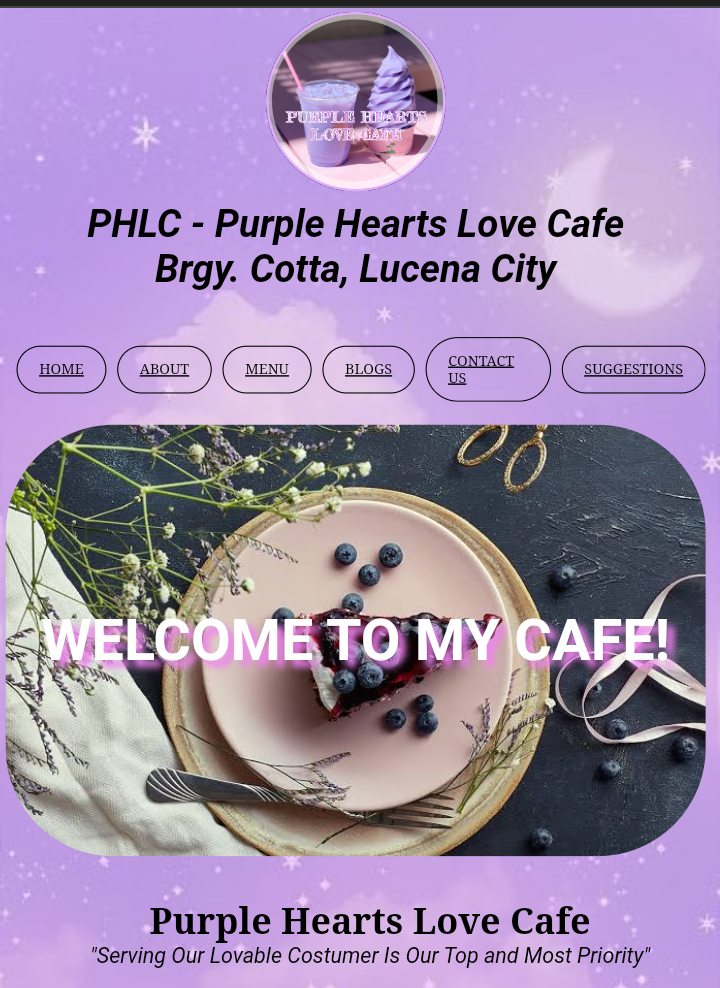 PURPLE HEARTS
LOVE CAFE
PHLC - Purple Hearts Love Cafe
Brgy. Cotta, Lucena City
HOME
ABOUT
MENU
BLOGS
CONTACT
US
SUGGESTIONS
WELCOME TO MY CAFE!
Purple Hearts Love Cafe
"Serving Our Lovable Costumer Is Our Top and Most Priority"